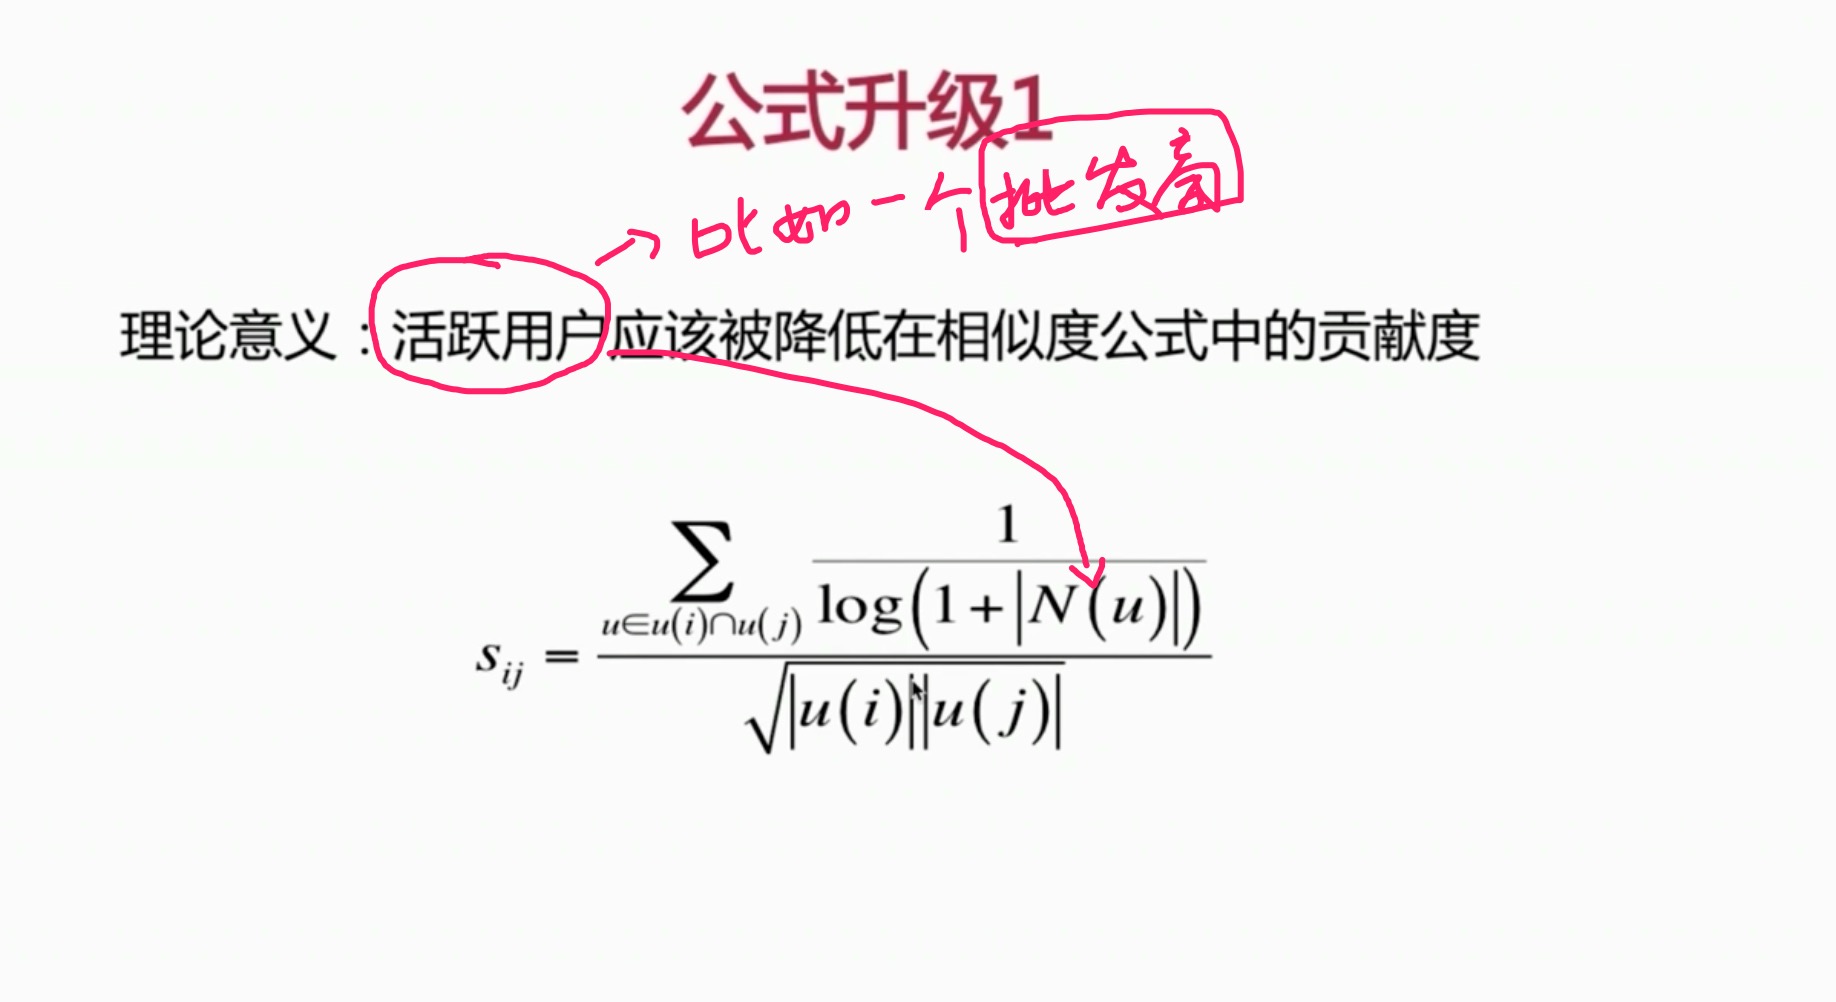 公式升级1
比如一个批发商
理论意义：活跃用户应该被降低在相似度公式中的贡献度
s_{ij} = \frac{\sum_{u∈u(i)∩u(j)} \frac{1}{\log(1+|N(u)|)}}{\sqrt{|u(i)||u(j)|}}